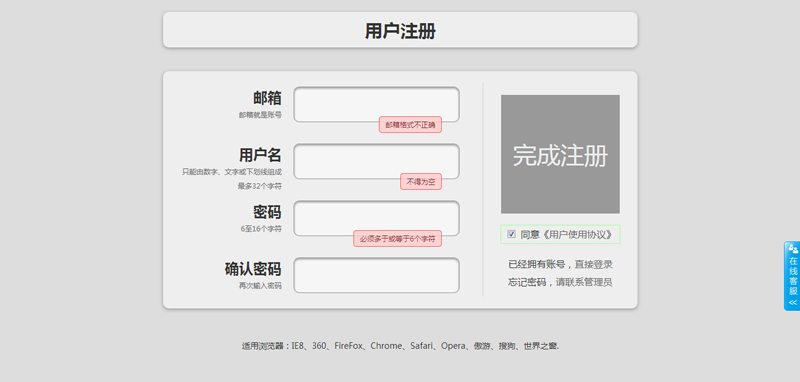 用户注册
邮箱
邮箱就是账号
邮箱格式不正确
用户名
只能由数字、文字或下划线组成
最多32个字符
不得为空
密码
6至16个字符
必须多于或等于6个字符
确认密码
再次输入密码
完成注册
同意《用户使用协议》
已经拥有账号，直接登录
忘记密码，请联系管理员
在线客服
<<
适用浏览器：IE8、360、FireFox、Chrome、Safari、Opera、傲游、搜狗、世界之窗.